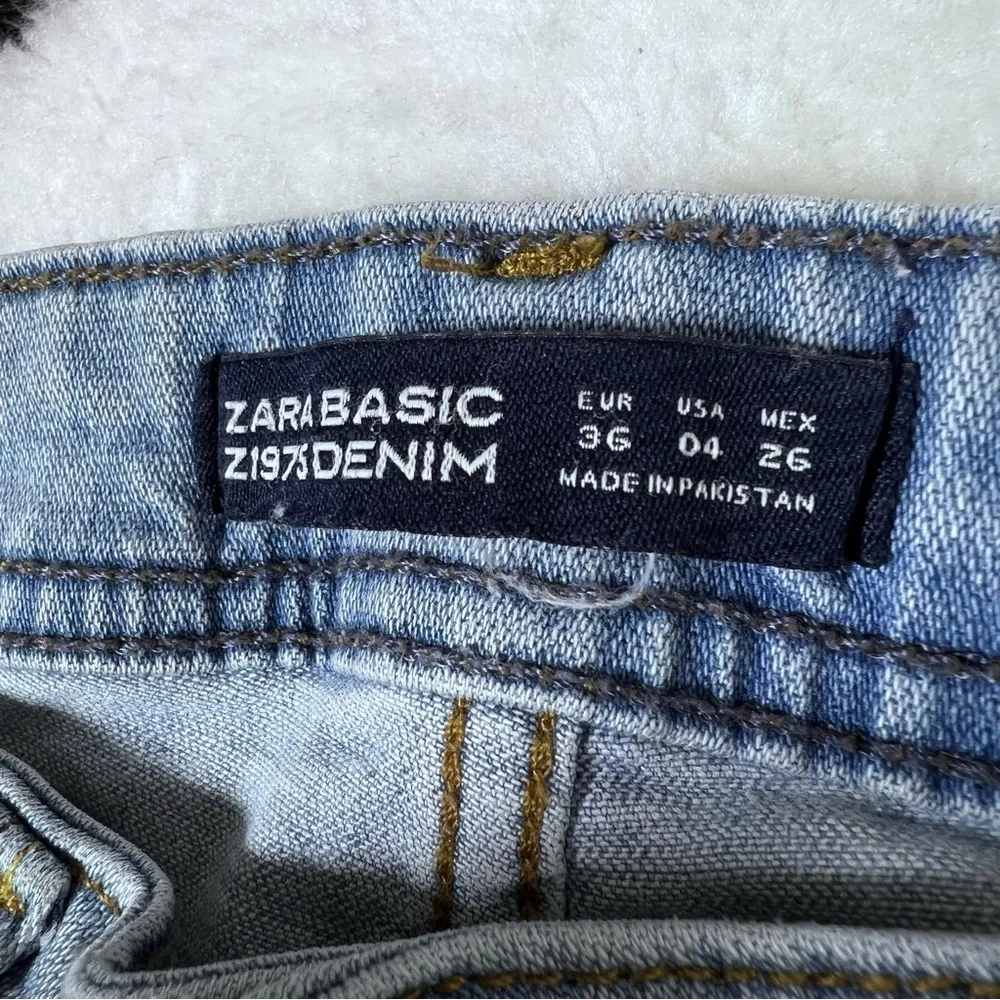 ZARA BASIC
Z1975 DENIM
EUR USA MEX
36 04 26
MADE IN PAKISTAN